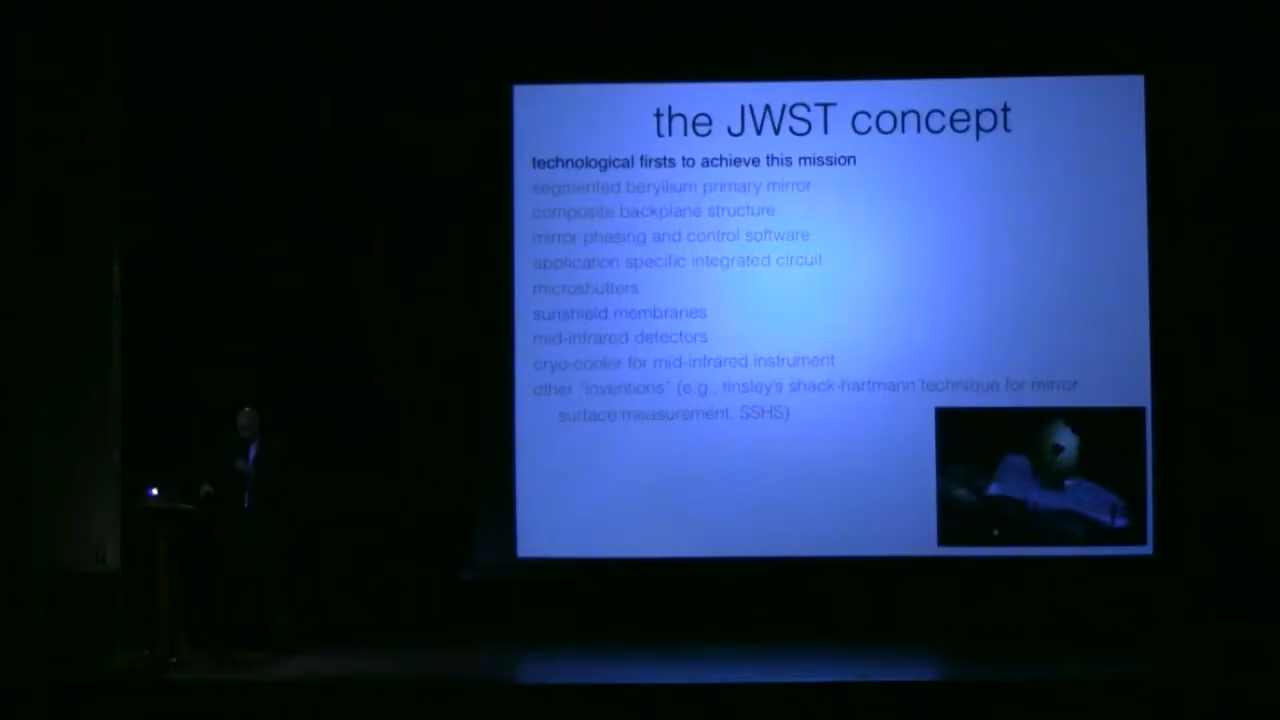 the JWST concept
technological firsts to achieve this mission
segmented beryllium primary mirror
composite backplane structure
mirror phasing and control software
application specific integrated circuit
microshutters
sunshield membranes
mid-infrared detectors
cryo-cooler for mid-infrared instrument
other "inventions" (e.g., tinsley's shack-hartmann technique for mirror
surface measurement, SSHS)